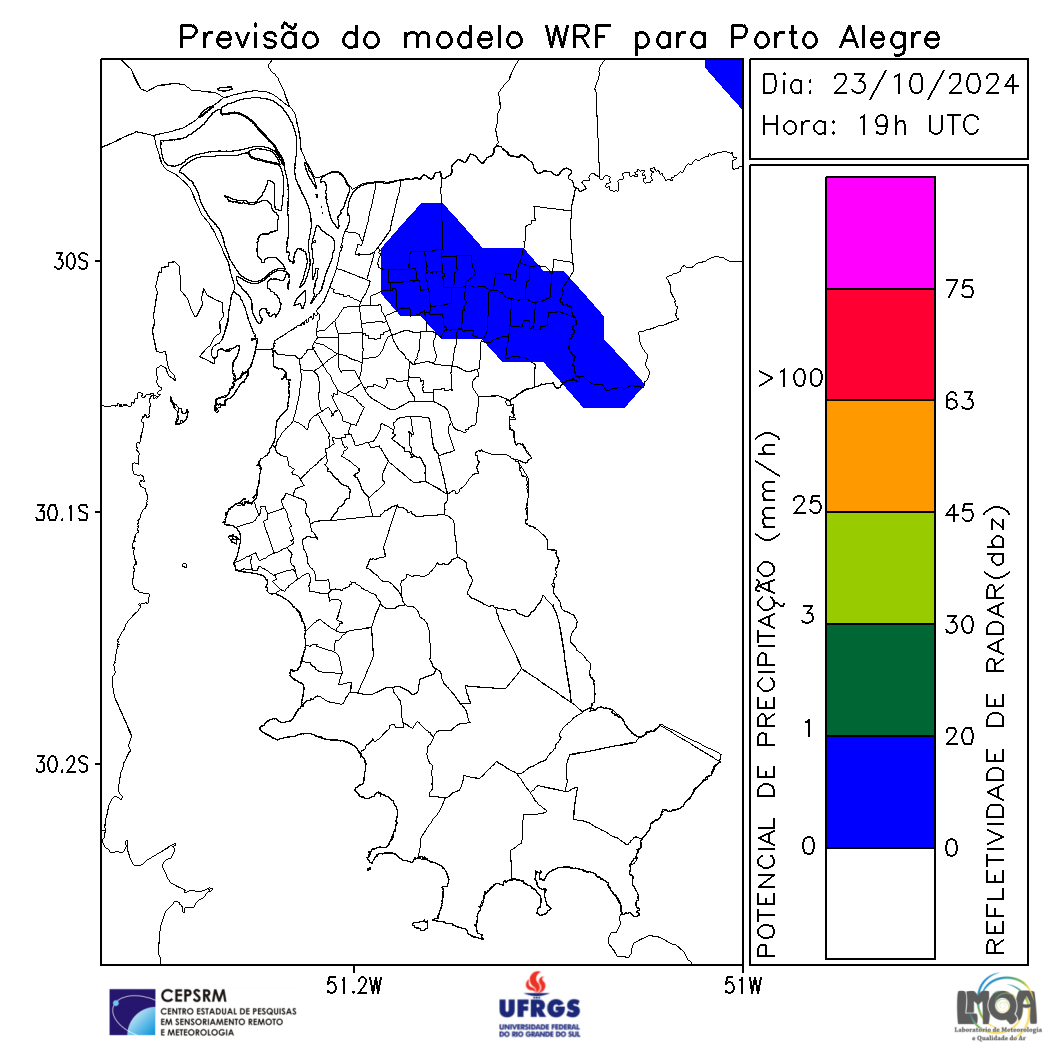 Previsão do modelo WRF para Porto Alegre
Dia: 23/10/2024
Hora: 19h UTC
30S
30.1S
30.2S
51.2W
51W
POTENCIAL DE PRECIPITAÇÃO (mm/h)
>100
25
3
1
0
75
63
45
30
20
0
REFLETIVIDADE DE RADAR(dbz)
CEPSRM
CENTRO ESTADUAL DE PESQUISAS
EM SENSORIAMENTO REMOTO
E METEOROLOGIA
UFRGS
UNIVERSIDADE FEDERAL
DO RIO GRANDE DO SUL
LMQA
Laboratório de Meteorologia
e Qualidade do Ar